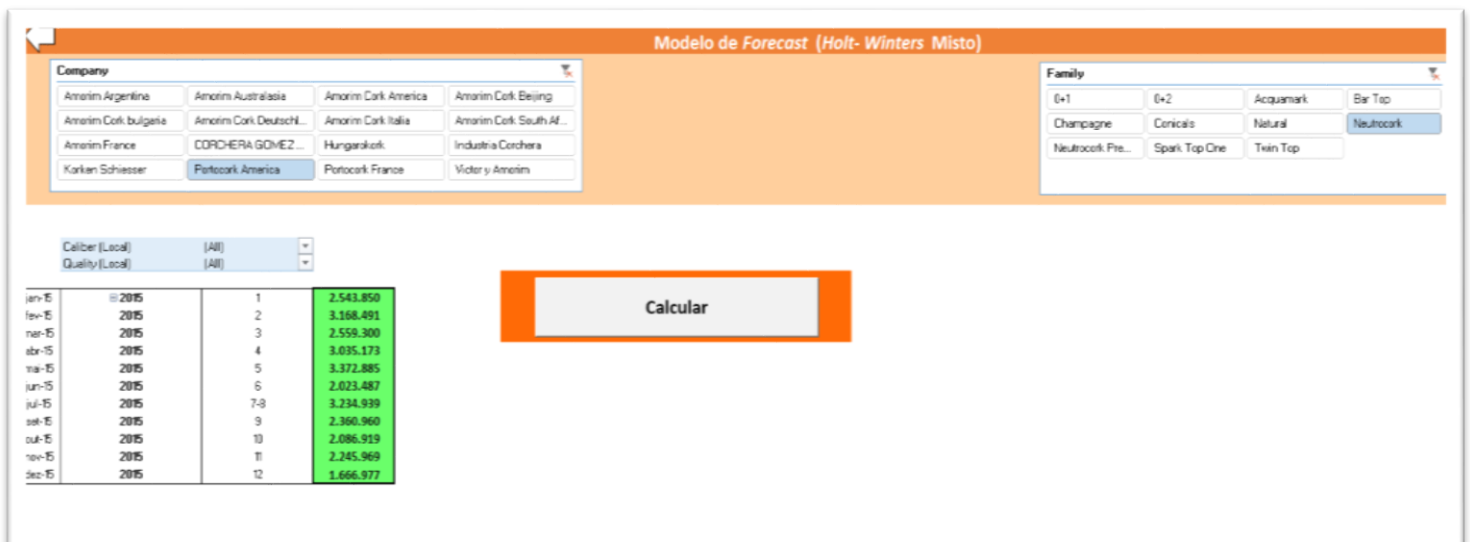 Modelo de Forecast (Holt- Winters Misto)
Company
Amorim Argentina Amorim Australasia Amorim Cork America Amorim Cork Beijing
Amorim Cork bulgaria Amorim Cork Deutschl... Amorim Cork Italia Amorim Cork South Af...
Amorim France CORCHERA GOMEZ ... Hungarokork Industria Corchera
Korken Schiesser Portocork America Portocork France Victor y Amorim
Family
0+1 0+2 Acquamark Bar Top
Champagne Conicals Natural Neutrocork
Neutrocork Pre... Spark Top One Twin Top
Caliber (Local) (All)
Quality (Local) (All)
Calcular
jan-15 2015 1 2.543.850
fev-15 2015 2 3.168.491
mar-15 2015 3 2.559.300
abr-15 2015 4 3.035.173
mai-15 2015 5 3.372.885
jun-15 2015 6 2.023.487
jul-15 2015 7-8 3.234.939
set-15 2015 9 2.360.960
out-15 2015 10 2.086.919
nov-15 2015 11 2.245.969
dez-15 2015 12 1.666.977